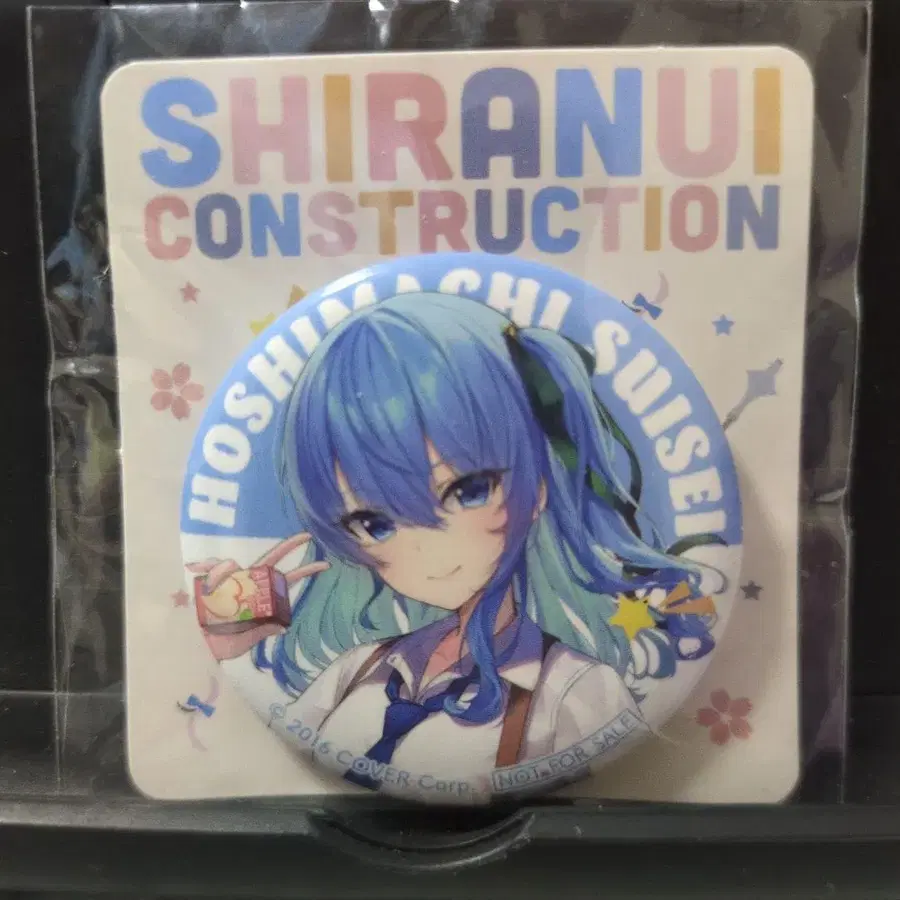 SHIRANUI
CONSTRUCTION
HOSHIMACHI SUISEI
© 2016 COVER Corp.
NOT FOR SALE